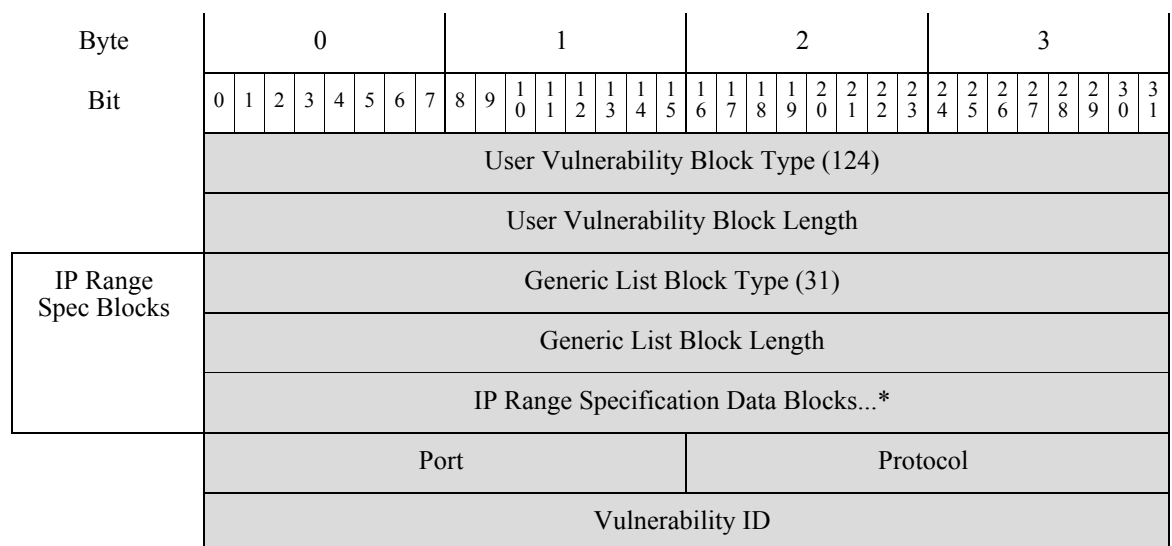 Byte 0 1 2 3
Bit 0 1 2 3 4 5 6 7 8 9 10 11 12 13 14 15 16 17 18 19 20 21 22 23 24 25 26 27 28 29 30 31
User Vulnerability Block Type (124)
User Vulnerability Block Length
IP Range
Spec Blocks
Generic List Block Type (31)
Generic List Block Length
IP Range Specification Data Blocks...*
Port Protocol
Vulnerability ID